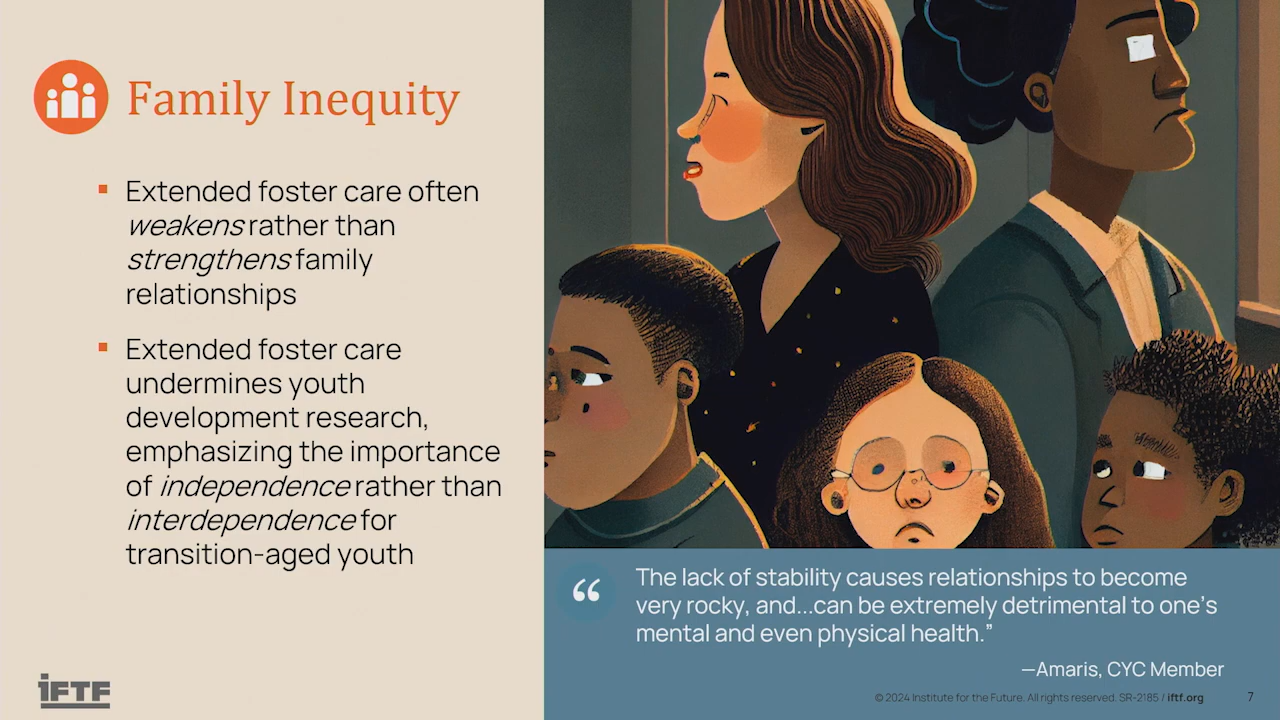 Family Inequity
Extended foster care often
weakens rather than
strengthens family
relationships
Extended foster care
undermines youth
development research,
emphasizing the importance
of independence rather than
interdependence for
transition-aged youth
“
The lack of stability causes relationships to become
very rocky, and...can be extremely detrimental to one's
mental and even physical health.”
—Amaris, CYC Member
IFTF
© 2024 Institute for the Future. All rights reserved. SR-2185 / iftf.org
7